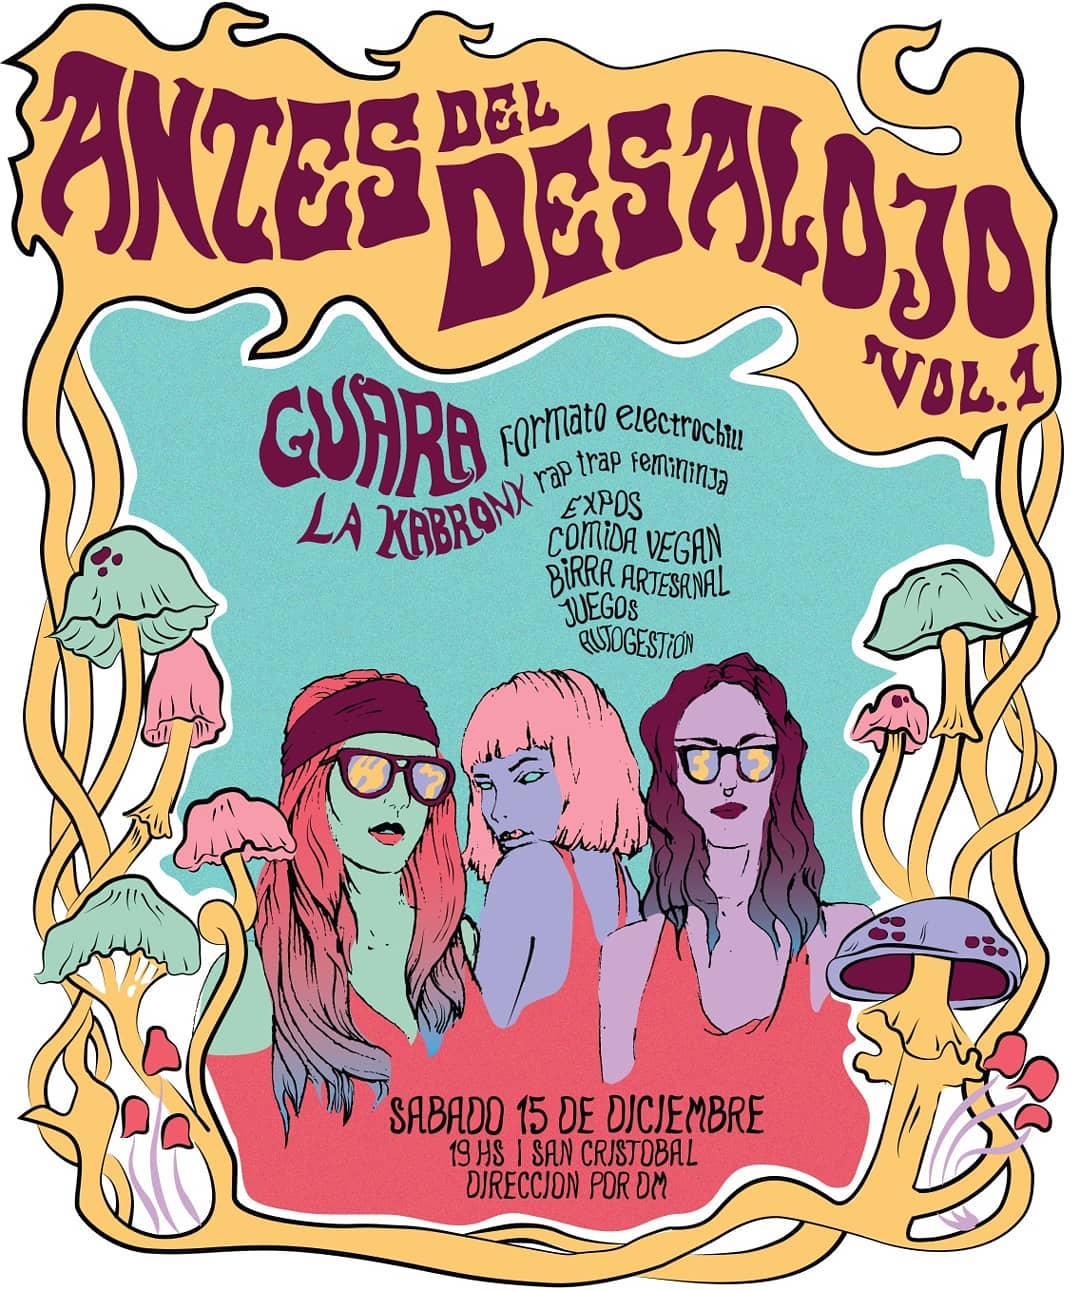 ANTES DEL DESALOJO
VOL. 1
GUARA formato electrochill
LA KABRONX rap trap femininja
EXPOS
COMIDA VEGAN
BIRRA ARTESANAL
JUEGOS
AUTOGESTIÓN
SABADO 15 DE DICIEMBRE
19 HS | SAN CRISTOBAL
DIRECCION POR DM